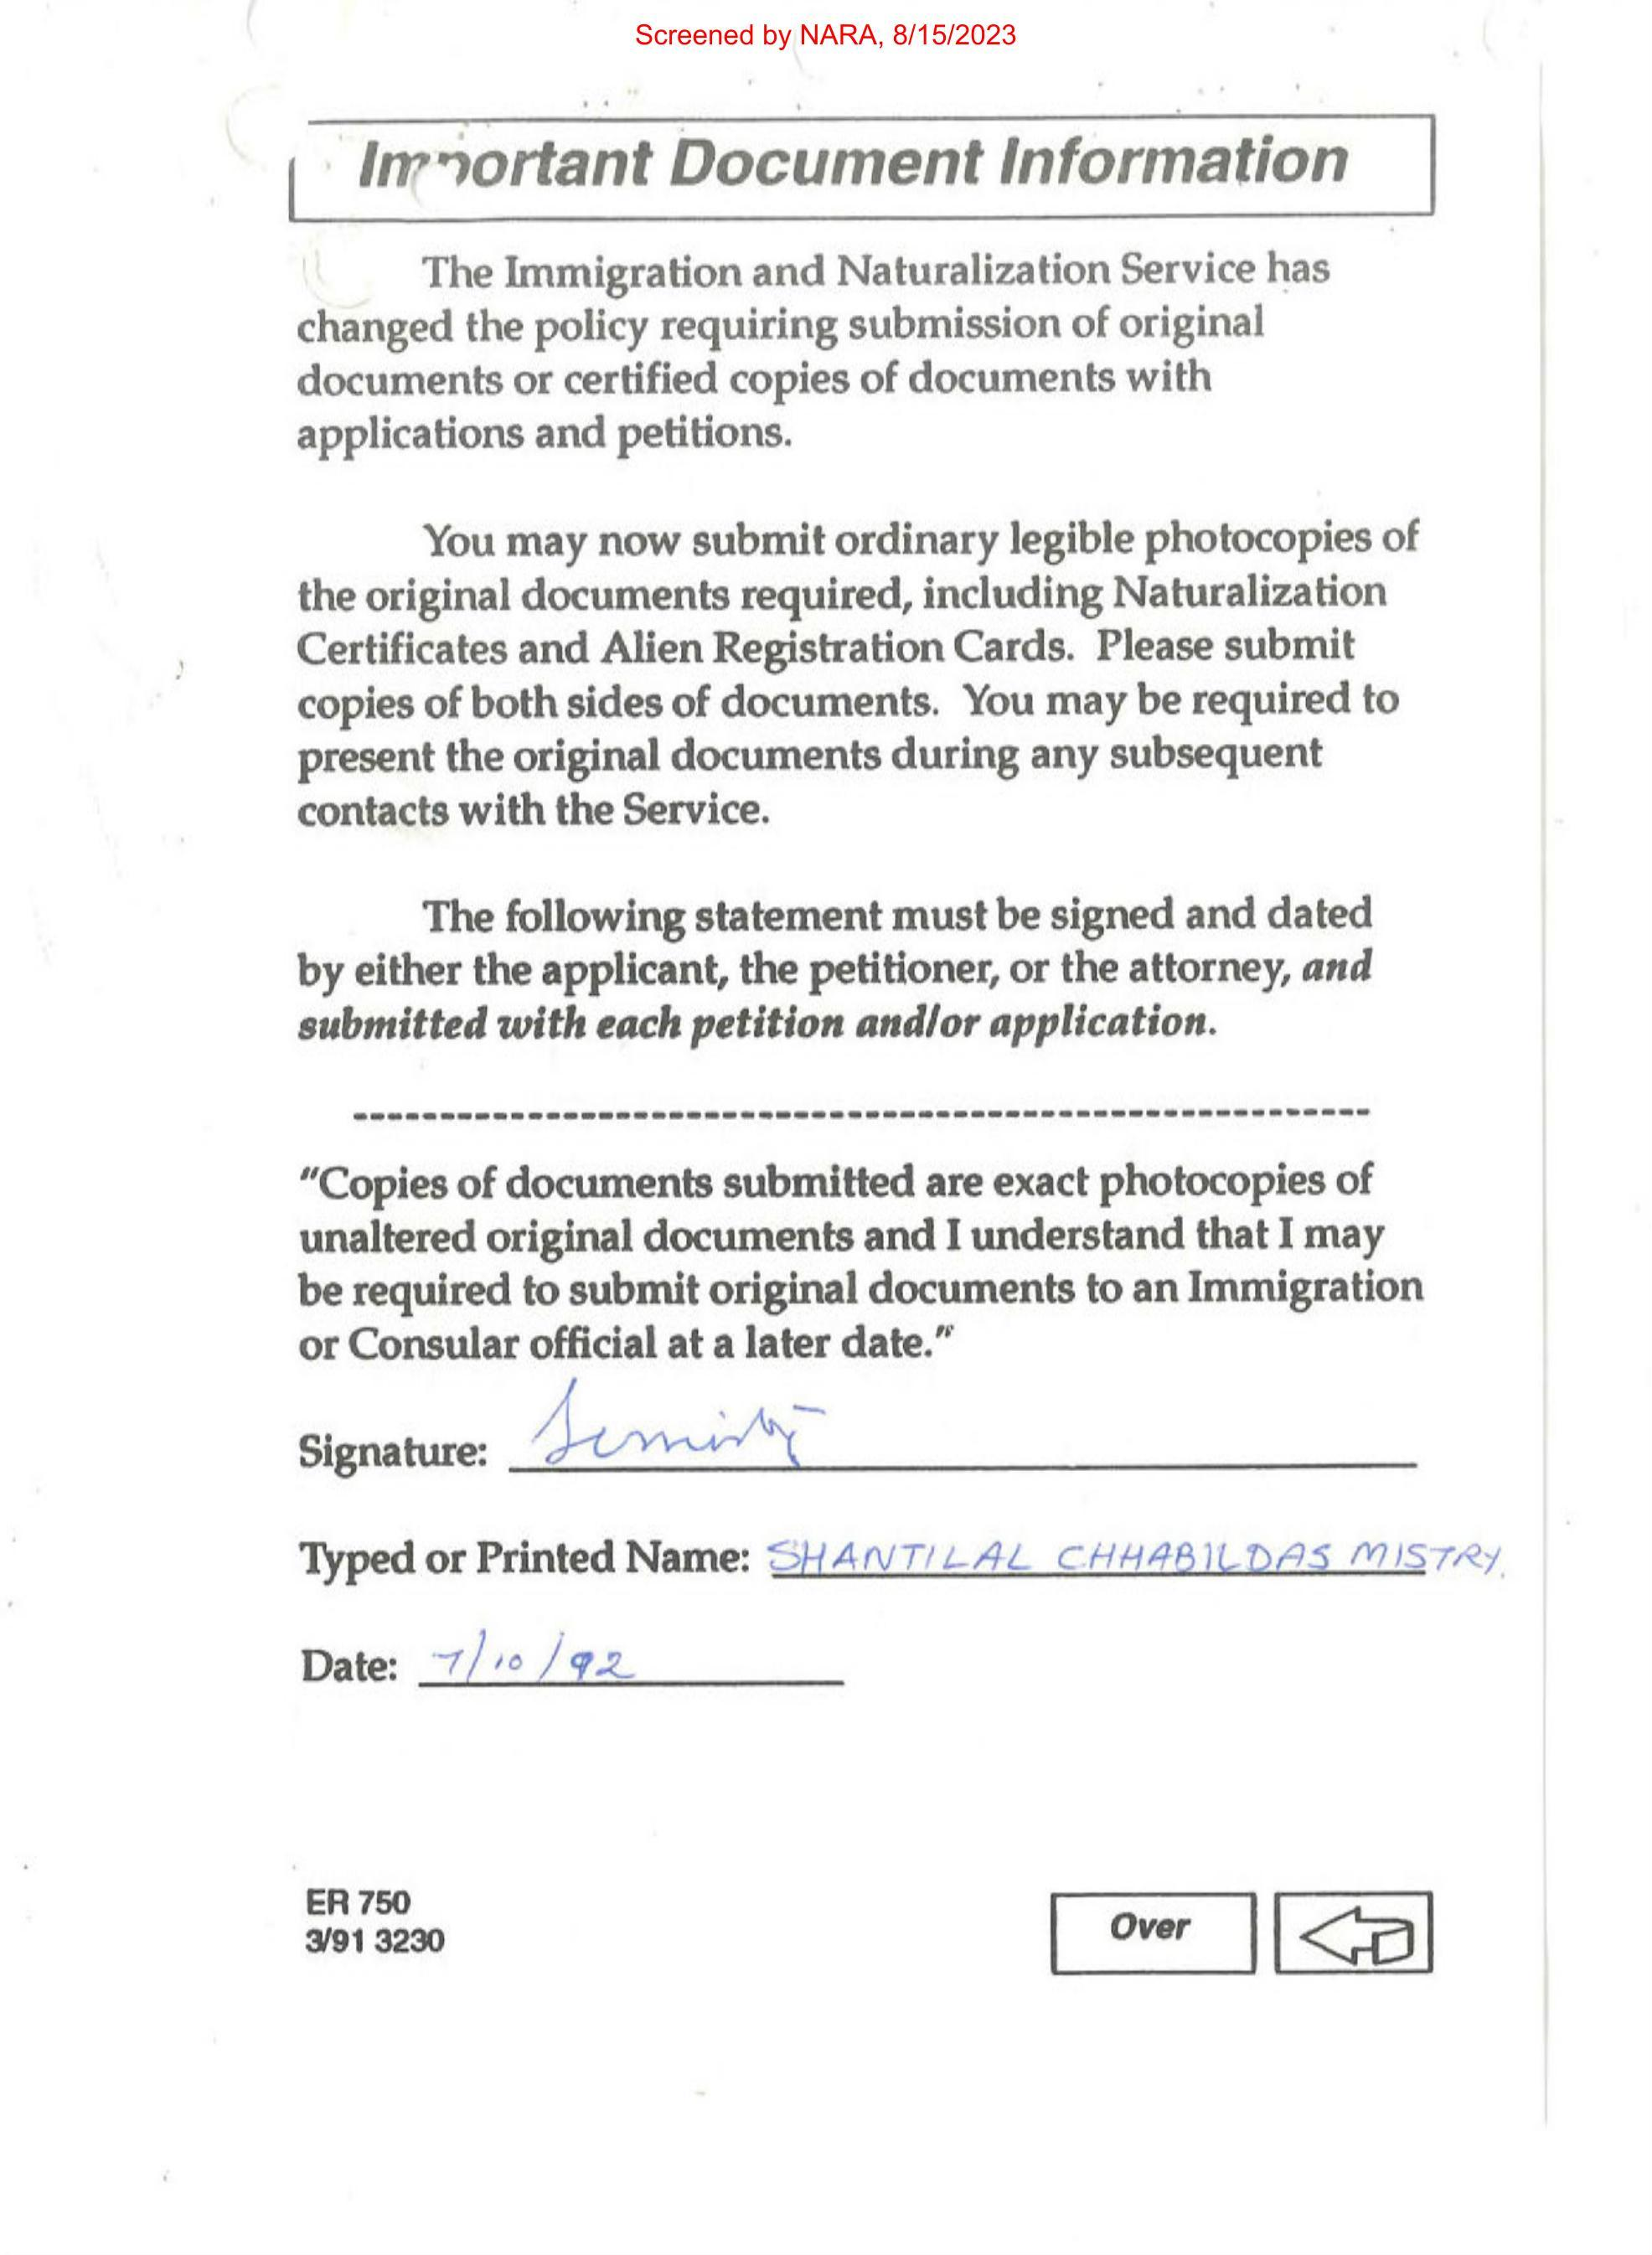 Screened by NARA, 8/15/2023
Important Document Information
The Immigration and Naturalization Service has
changed the policy requiring submission of original
documents or certified copies of documents with
applications and petitions.
You may now submit ordinary legible photocopies of
the original documents required, including Naturalization
Certificates and Alien Registration Cards. Please submit
copies of both sides of documents. You may be required to
present the original documents during any subsequent
contacts with the Service.
The following statement must be signed and dated
by either the applicant, the petitioner, or the attorney, and
submitted with each petition and/or application.
"Copies of documents submitted are exact photocopies of
unaltered original documents and I understand that I may
be required to submit original documents to an Immigration
or Consular official at a later date."
Signature:
Typed or Printed Name: SHANTILAL CHHABILDAS MISTRY.
Date: 7/10/92
ER 750
3/91 3230
Over